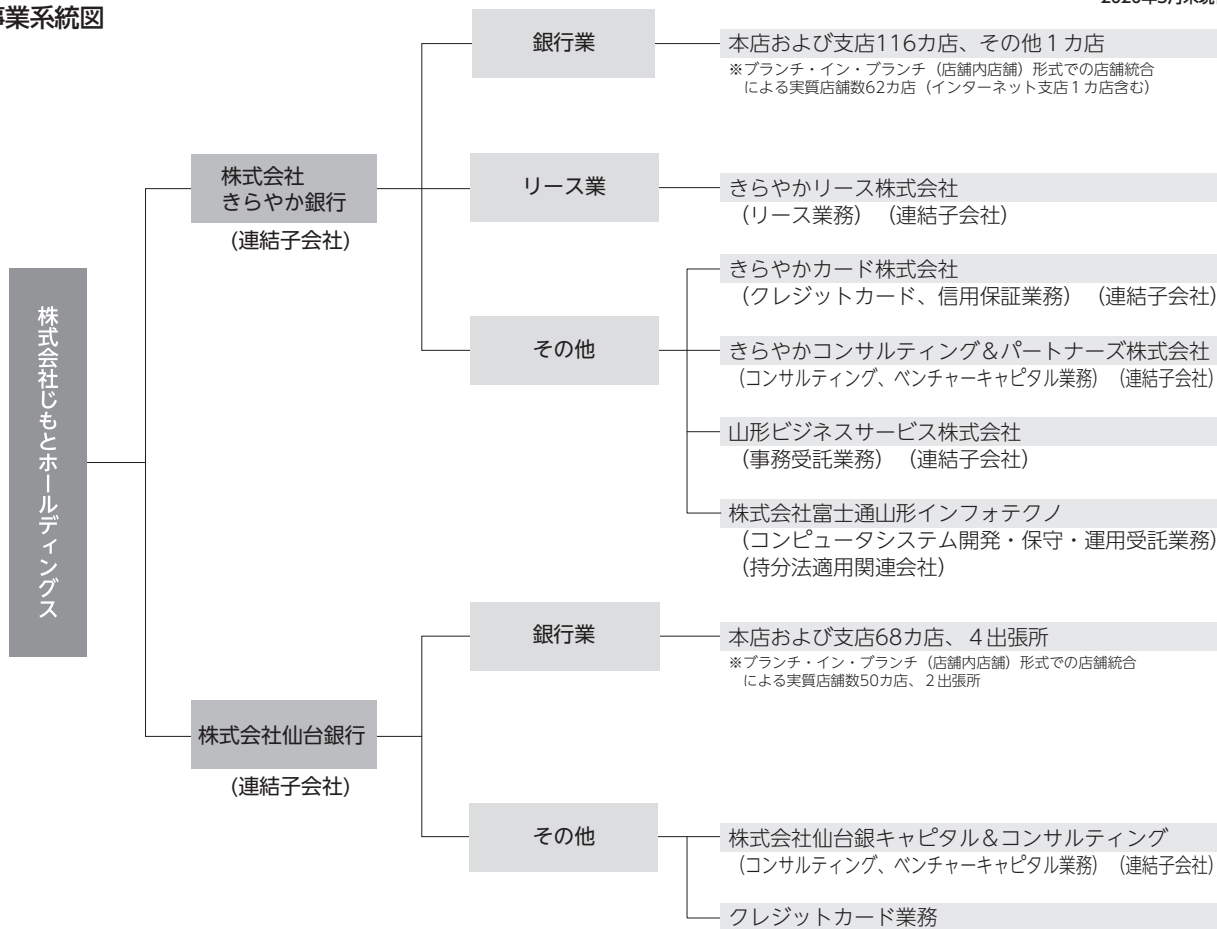 事業系統図
銀行業
本店および支店116カ店、その他1カ店
※ブランチ・イン・ブランチ（店舗内店舗）形式での店舗統合
による実質店舗数62カ店（インターネット支店1カ店含む）
株式会社
きらやか銀行
(連結子会社)
リース業
きらやかリース株式会社
（リース業務）（連結子会社）
その他
きらやかカード株式会社
（クレジットカード、信用保証業務）（連結子会社）
きらやかコンサルティング＆パートナーズ株式会社
（コンサルティング、ベンチャーキャピタル業務）（連結子会社）
山形ビジネスサービス株式会社
（事務受託業務）（連結子会社）
株式会社富士通山形インフォテクノ
（コンピュータシステム開発・保守・運用受託業務）
（持分法適用関連会社）
株式会社じもとホールディングス
銀行業
本店および支店68カ店、4出張所
※ブランチ・イン・ブランチ（店舗内店舗）形式での店舗統合
による実質店舗数50カ店、2出張所
株式会社仙台銀行
(連結子会社)
その他
株式会社仙台銀キャピタル＆コンサルティング
（コンサルティング、ベンチャーキャピタル業務）（連結子会社）
クレジットカード業務